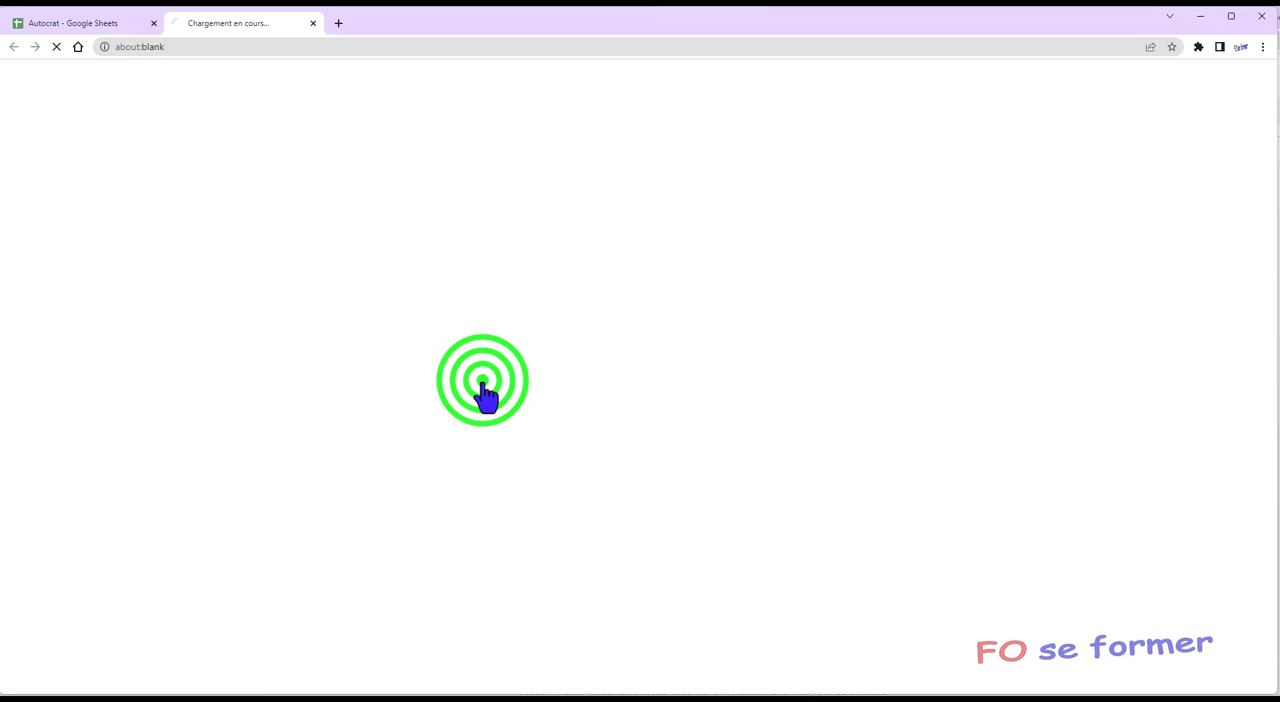 Autocrat - Google Sheets
Chargement en cours...
about:blank
FO se former